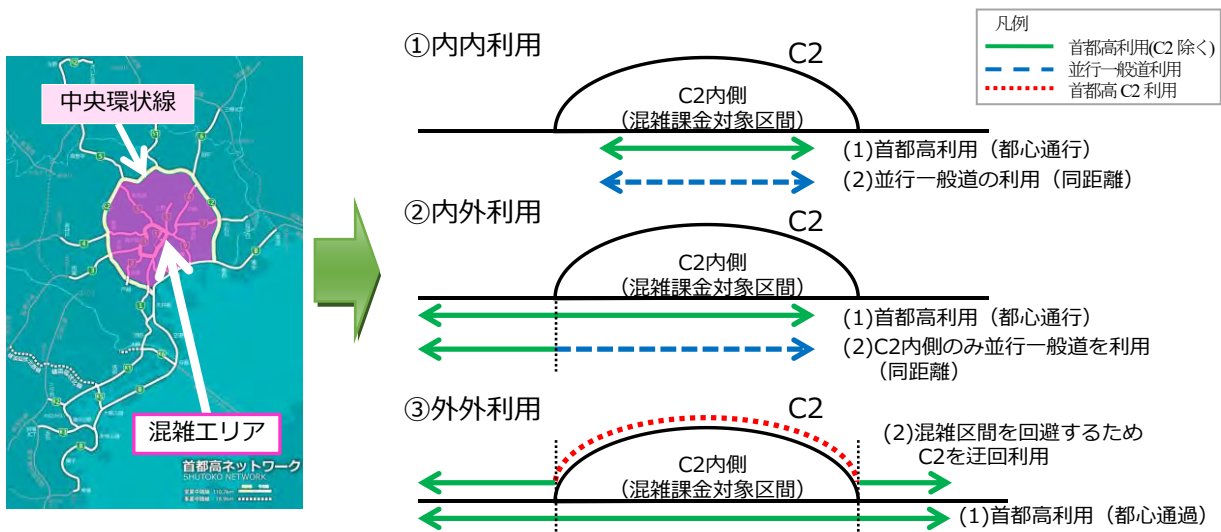 中央環状線
混雑エリア
首都高ネットワーク
SHUTOKO NETWORK
凡例
首都高利用(C2 除く)
並行一般道利用
首都高 C2 利用
①内内利用
C2
C2内側
(混雑課金対象区間)
(1)首都高利用(都心通行)
(2)並行一般道の利用(同距離)
②内外利用
C2
C2内側
(混雑課金対象区間)
(1)首都高利用(都心通行)
(2)C2内側のみ並行一般道を利用
(同距離)
③外外利用
C2
(2)混雑区間を回避するため
C2を迂回利用
C2内側
(混雑課金対象区間)
(1)首都高利用(都心通過)